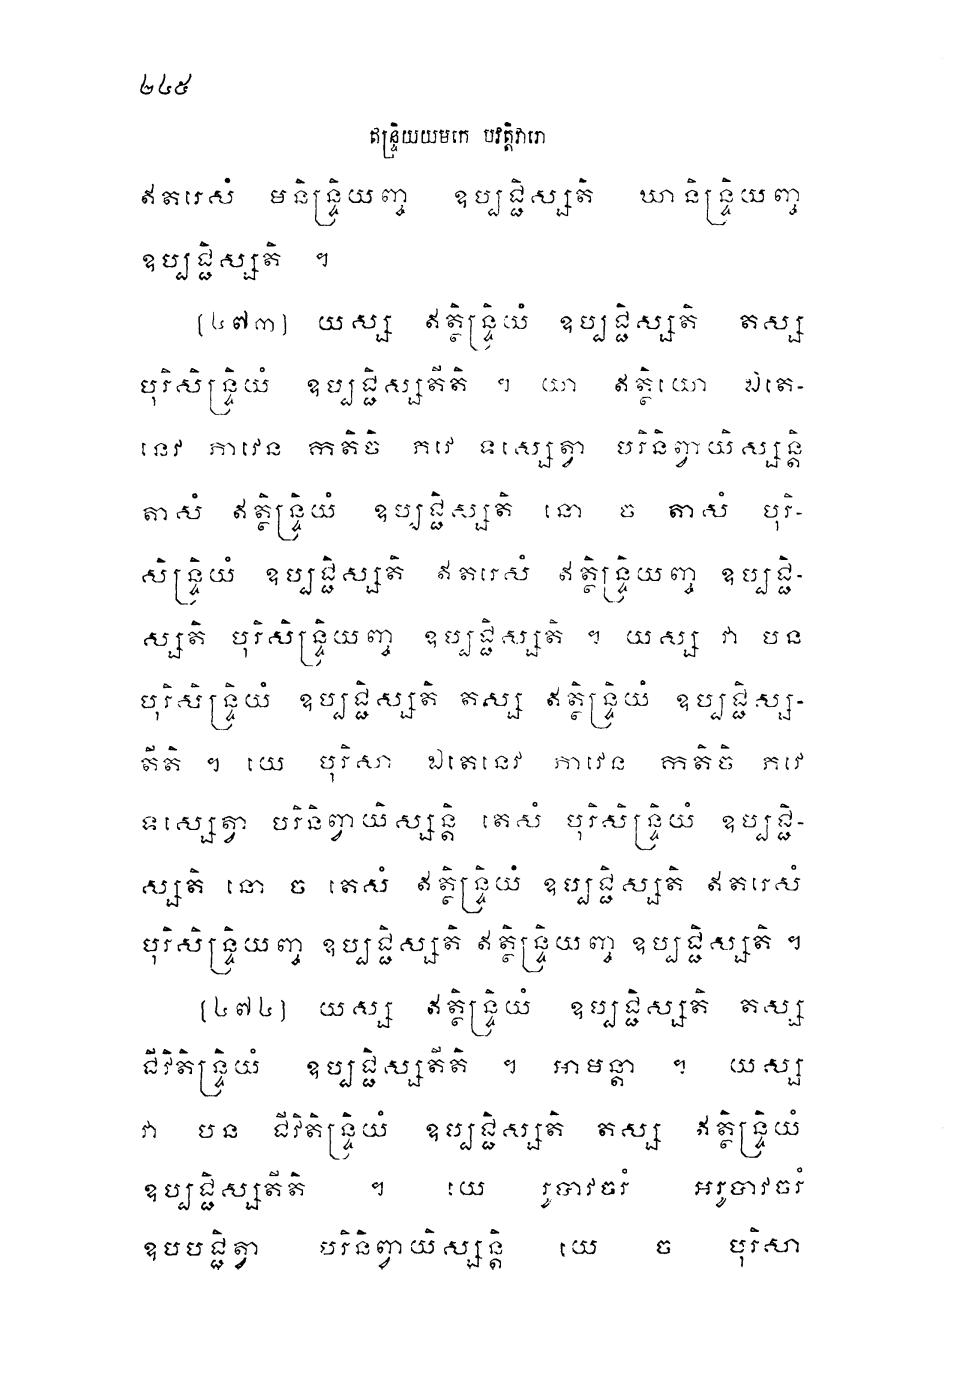 ២៤៥
ឥន្ទ្រិយយមកេ បវត្តិវារោ
ឥតរេសំ មនិន្ទ្រិយញ្ច ឧប្បជ្ជិស្សតិ ឃានិន្ទ្រិយញ្ច
ឧប្បជ្ជិស្សតិ ។
(៤៧៣) យស្ស ឥត្ថិន្ទ្រិយំ ឧប្បជ្ជិស្សតិ តស្ស
បុរិសិន្ទ្រិយំ ឧប្បជ្ជិស្សតីតិ ។ យា ឥត្ថិយោ ឯតេ-
នេវ ភាវេន កតិចិ ភវេ ទស្សេត្វា បរិនិព្វាយិស្សន្តិ
តាសំ ឥត្ថិន្ទ្រិយំ ឧប្បជ្ជិស្សតិ នោ ច តាសំ បុរិ-
សិន្ទ្រិយំ ឧប្បជ្ជិស្សតិ ឥតរេសំ ឥត្ថិន្ទ្រិយញ្ច ឧប្បជ្ជិ-
ស្សតិ បុរិសិន្ទ្រិយញ្ច ឧប្បជ្ជិស្សតិ ។ យស្ស វា បន
បុរិសិន្ទ្រិយំ ឧប្បជ្ជិស្សតិ តស្ស ឥត្ថិន្ទ្រិយំ ឧប្បជ្ជិស្ស-
តីតិ ។ យេ បុរិសា ឯតេនេវ ភាវេន កតិចិ ភវេ
ទស្សេត្វា បរិនិព្វាយិស្សន្តិ តេសំ បុរិសិន្ទ្រិយំ ឧប្បជ្ជិ-
ស្សតិ នោ ច តេសំ ឥត្ថិន្ទ្រិយំ ឧប្បជ្ជិស្សតិ ឥតរេសំ
បុរិសិន្ទ្រិយញ្ច ឧប្បជ្ជិស្សតិ ឥត្ថិន្ទ្រិយញ្ច ឧប្បជ្ជិស្សតិ ។
(៤៧៤) យស្ស ឥត្ថិន្ទ្រិយំ ឧប្បជ្ជិស្សតិ តស្ស
ជីវិតិន្ទ្រិយំ ឧប្បជ្ជិស្សតីតិ ។ អាមន្តា ។ យស្ស
វា បន ជីវិតិន្ទ្រិយំ ឧប្បជ្ជិស្សតិ តស្ស ឥត្ថិន្ទ្រិយំ
ឧប្បជ្ជិស្សតីតិ ។ យេ រូបាវចរំ អរូបាវចរំ
ឧបបជ្ជិត្វា បរិនិព្វាយិស្សន្តិ យេ ច បុរិសា